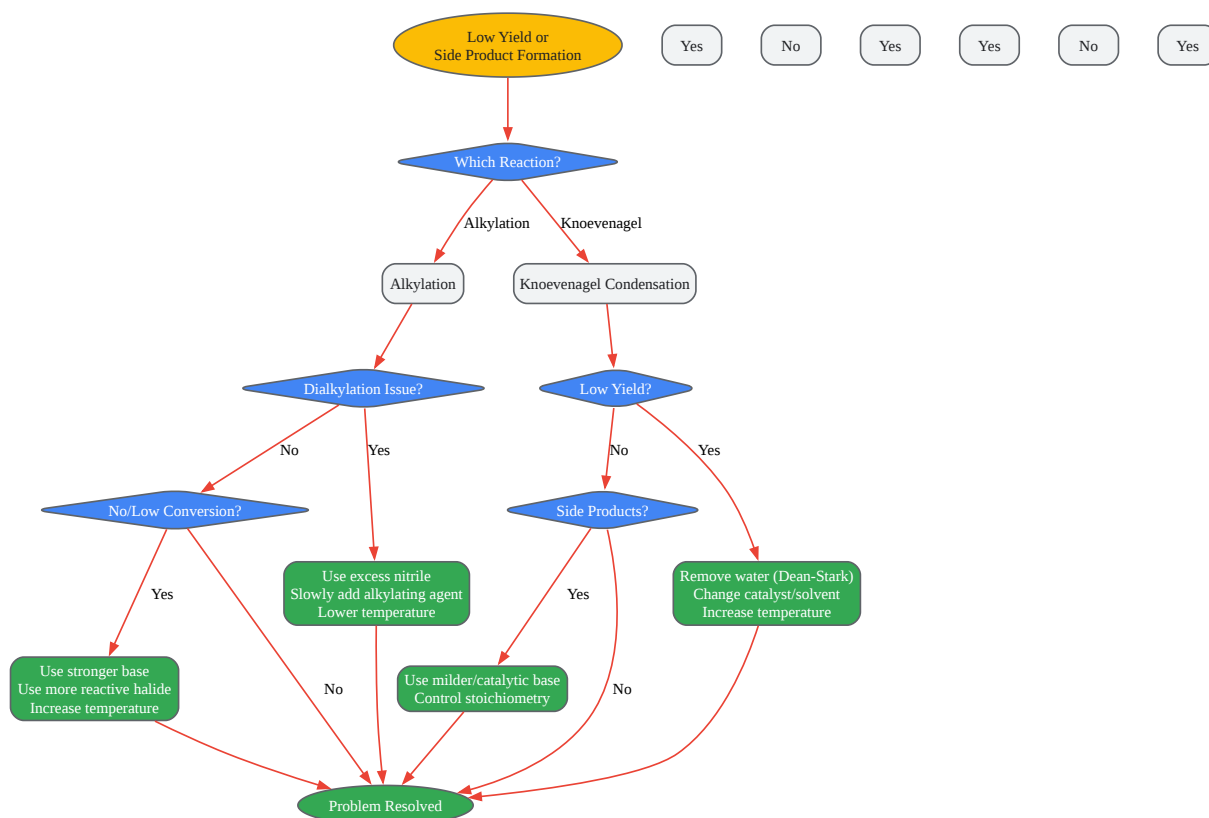 Low Yield or
Side Product Formation
Yes
No
Yes
Yes
No
Yes
Which Reaction?
Alkylation
Knoevenagel
Alkylation
Knoevenagel Condensation
Dialkylation Issue?
Low Yield?
No
Yes
No
Yes
No/Low Conversion?
Side Products?
Use excess nitrile
Slowly add alkylating agent
Lower temperature
Remove water (Dean-Stark)
Change catalyst/solvent
Increase temperature
Yes
Yes
Use stronger base
Use more reactive halide
Increase temperature
No
Use milder/catalytic base
Control stoichiometry
No
Problem Resolved